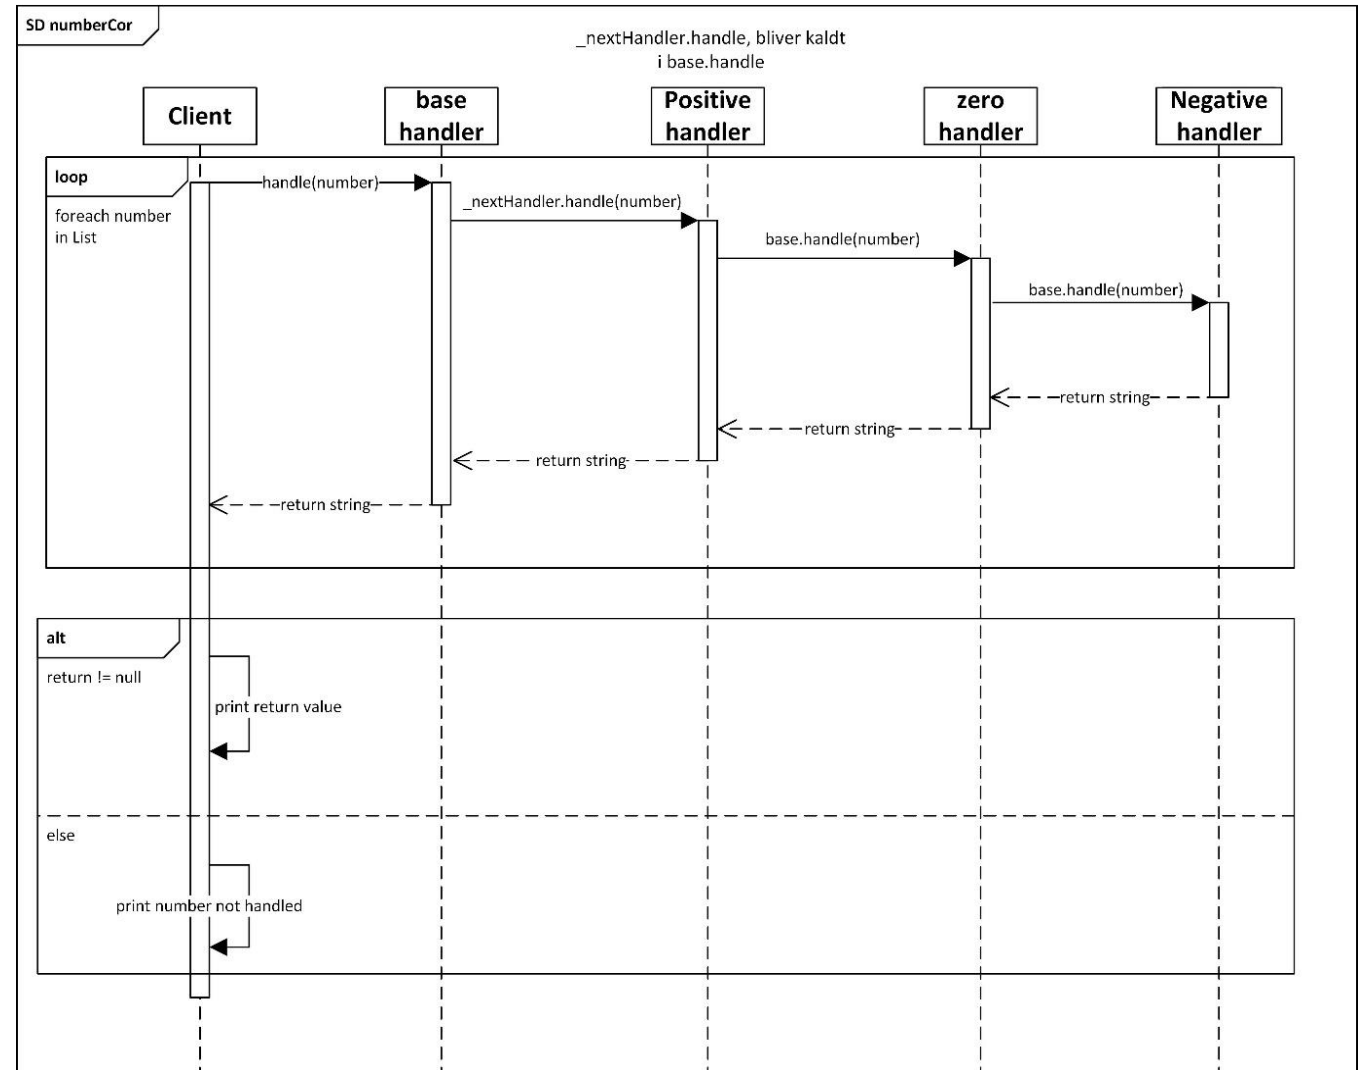 SD numberCor
_nextHandler.handle, bliver kaldt
i base.handle
Client
base
handler
Positive
handler
zero
handler
Negative
handler
loop
foreach number
in List
handle(number)
_nextHandler.handle(number)
base.handle(number)
base.handle(number)
return string
return string
return string
return string
alt
return != null
print return value
else
print number not handled